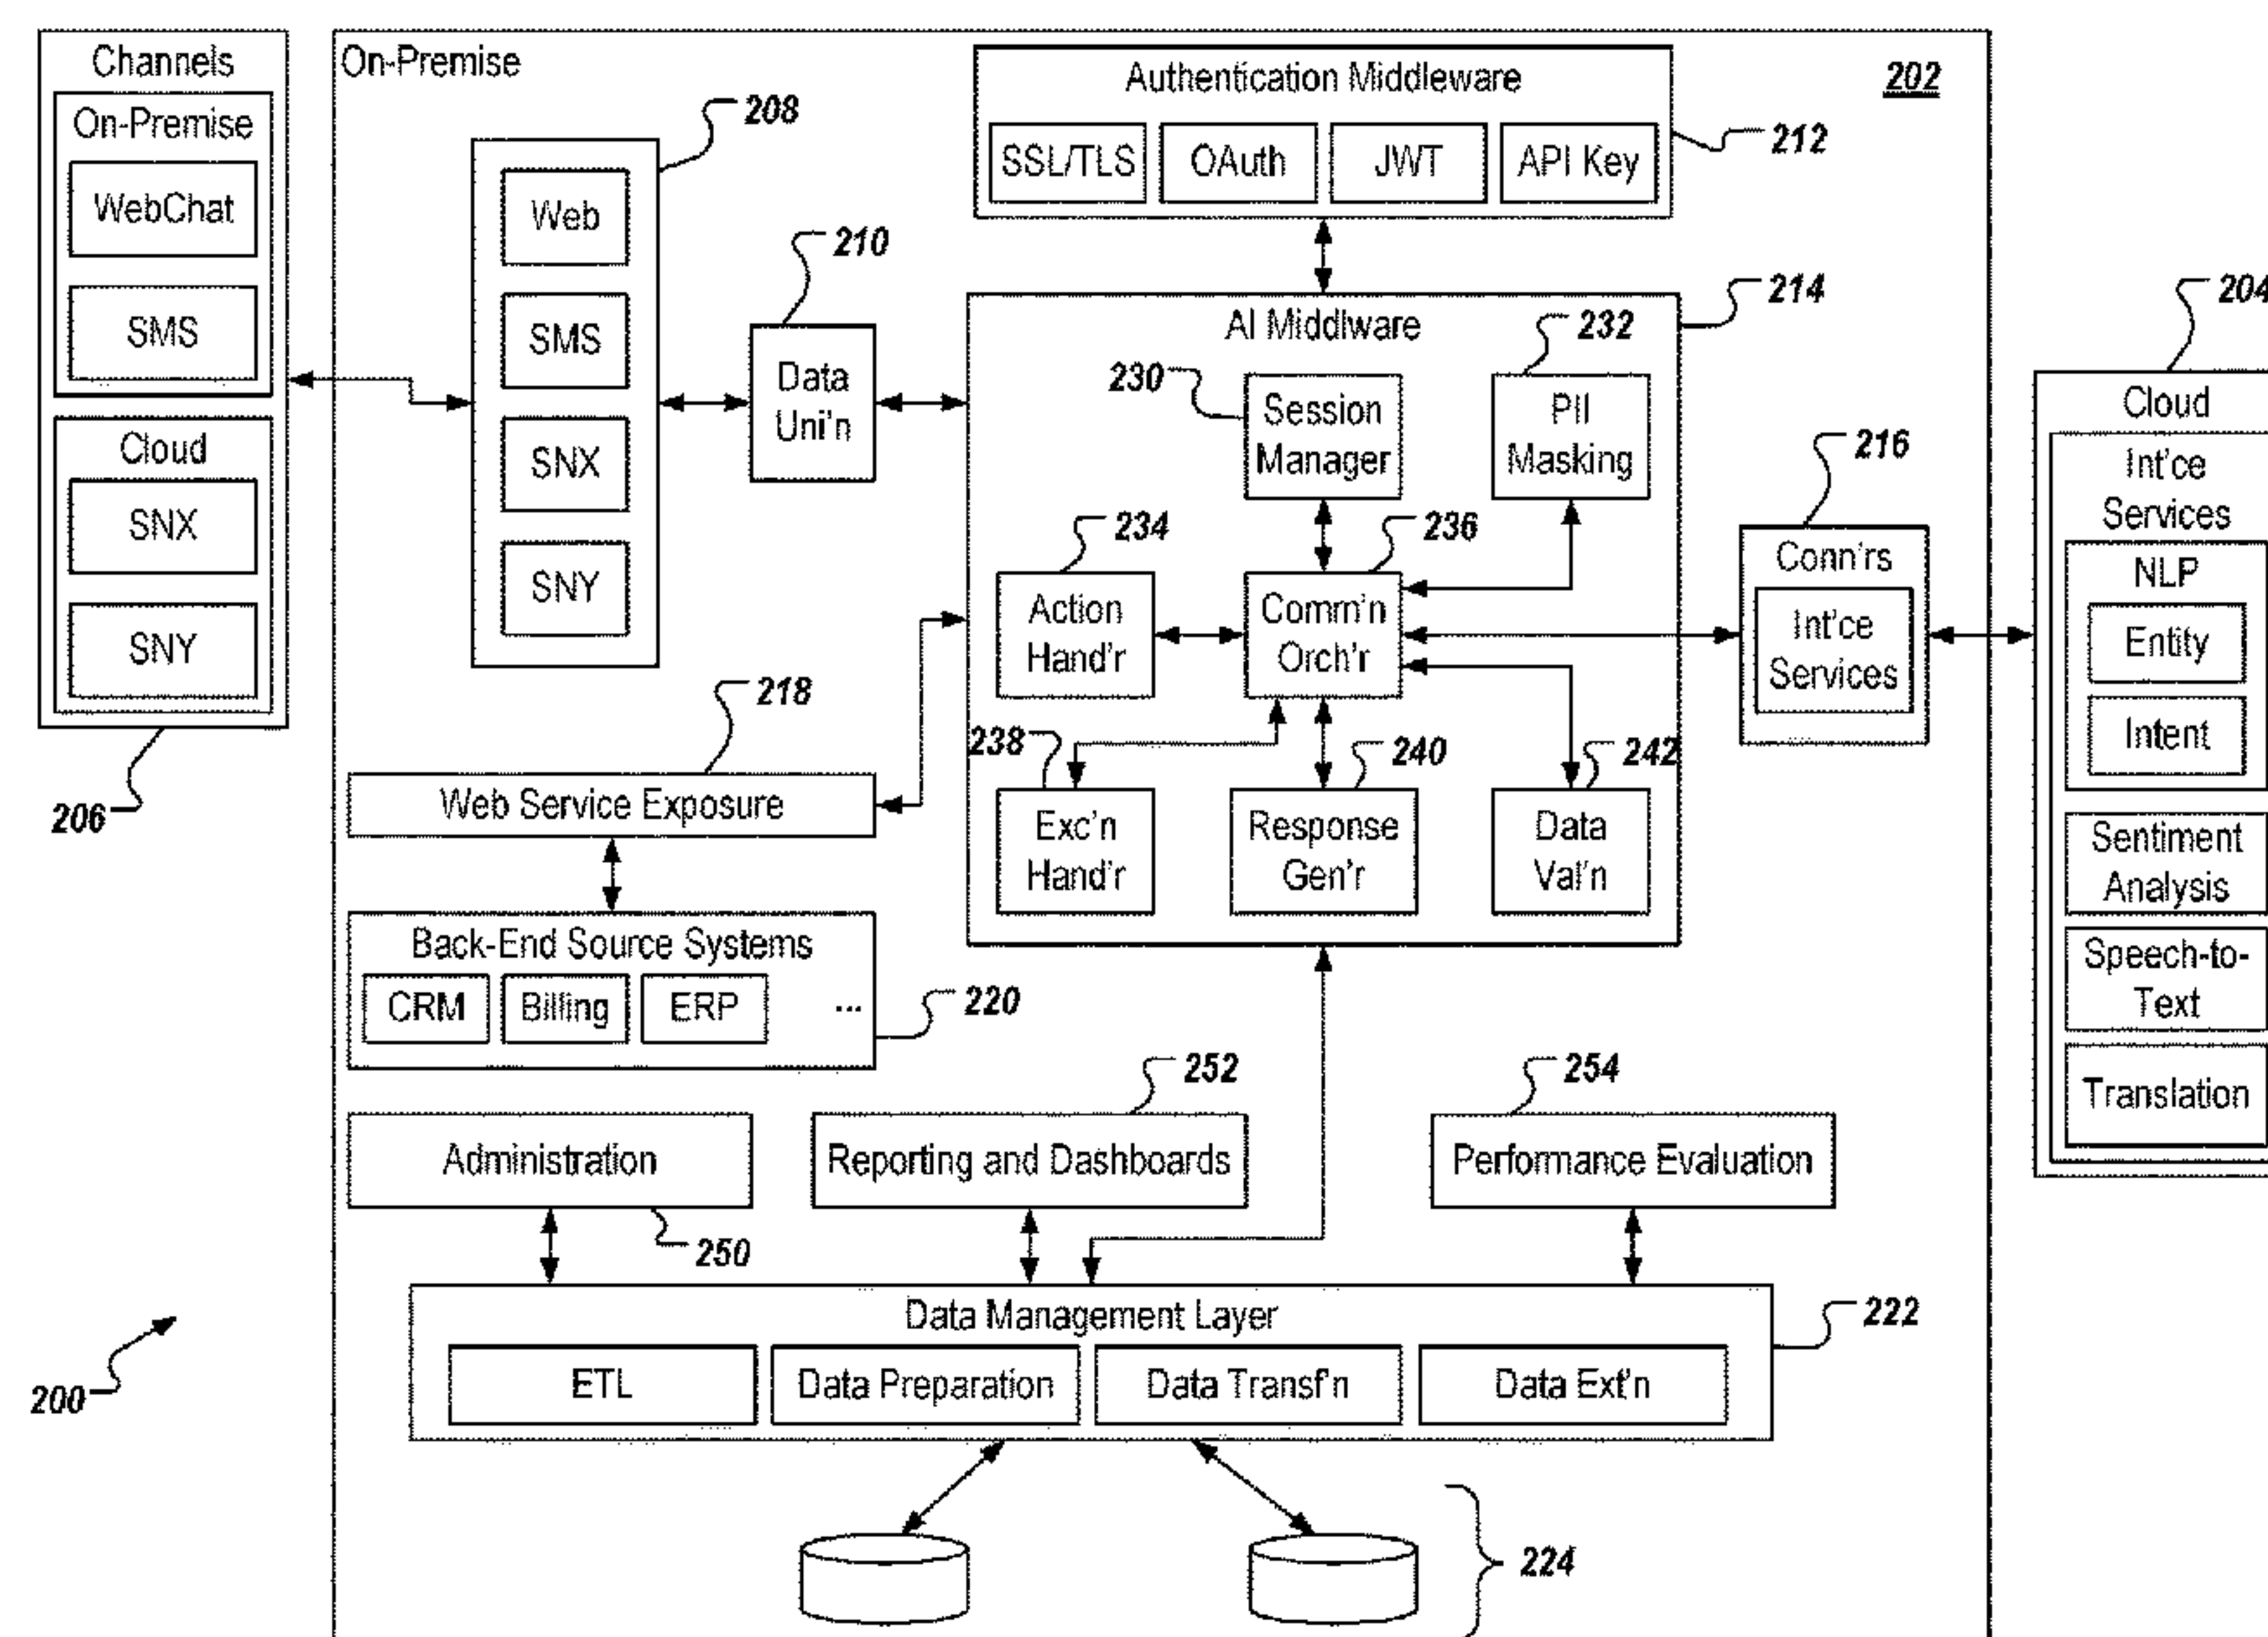 Channels
On-Premise
WebChat
SMS
Cloud
SNX
SNY
206
On-Premise
202
208
Web
SMS
SNX
SNY
210
Data
Uni'n
Authentication Middleware
SSL/TLS
OAuth
JWT
API Key
212
214
AI Middlware
230
Session
Manager
232
PII
Masking
234
Action
Hand'r
236
Comm'n
Orch'r
238
Exc'n
Hand'r
240
Response
Gen'r
242
Data
Val'n
216
Conn'rs
Int'ce
Services
204
Cloud
Int'ce
Services
NLP
Entity
Intent
Sentiment
Analysis
Speech-to-
Text
Translation
218
Web Service Exposure
Back-End Source Systems
CRM
Billing
ERP
...
220
Administration
250
252
Reporting and Dashboards
254
Performance Evaluation
Data Management Layer
222
ETL
Data Preparation
Data Transf'n
Data Ext'n
200
224